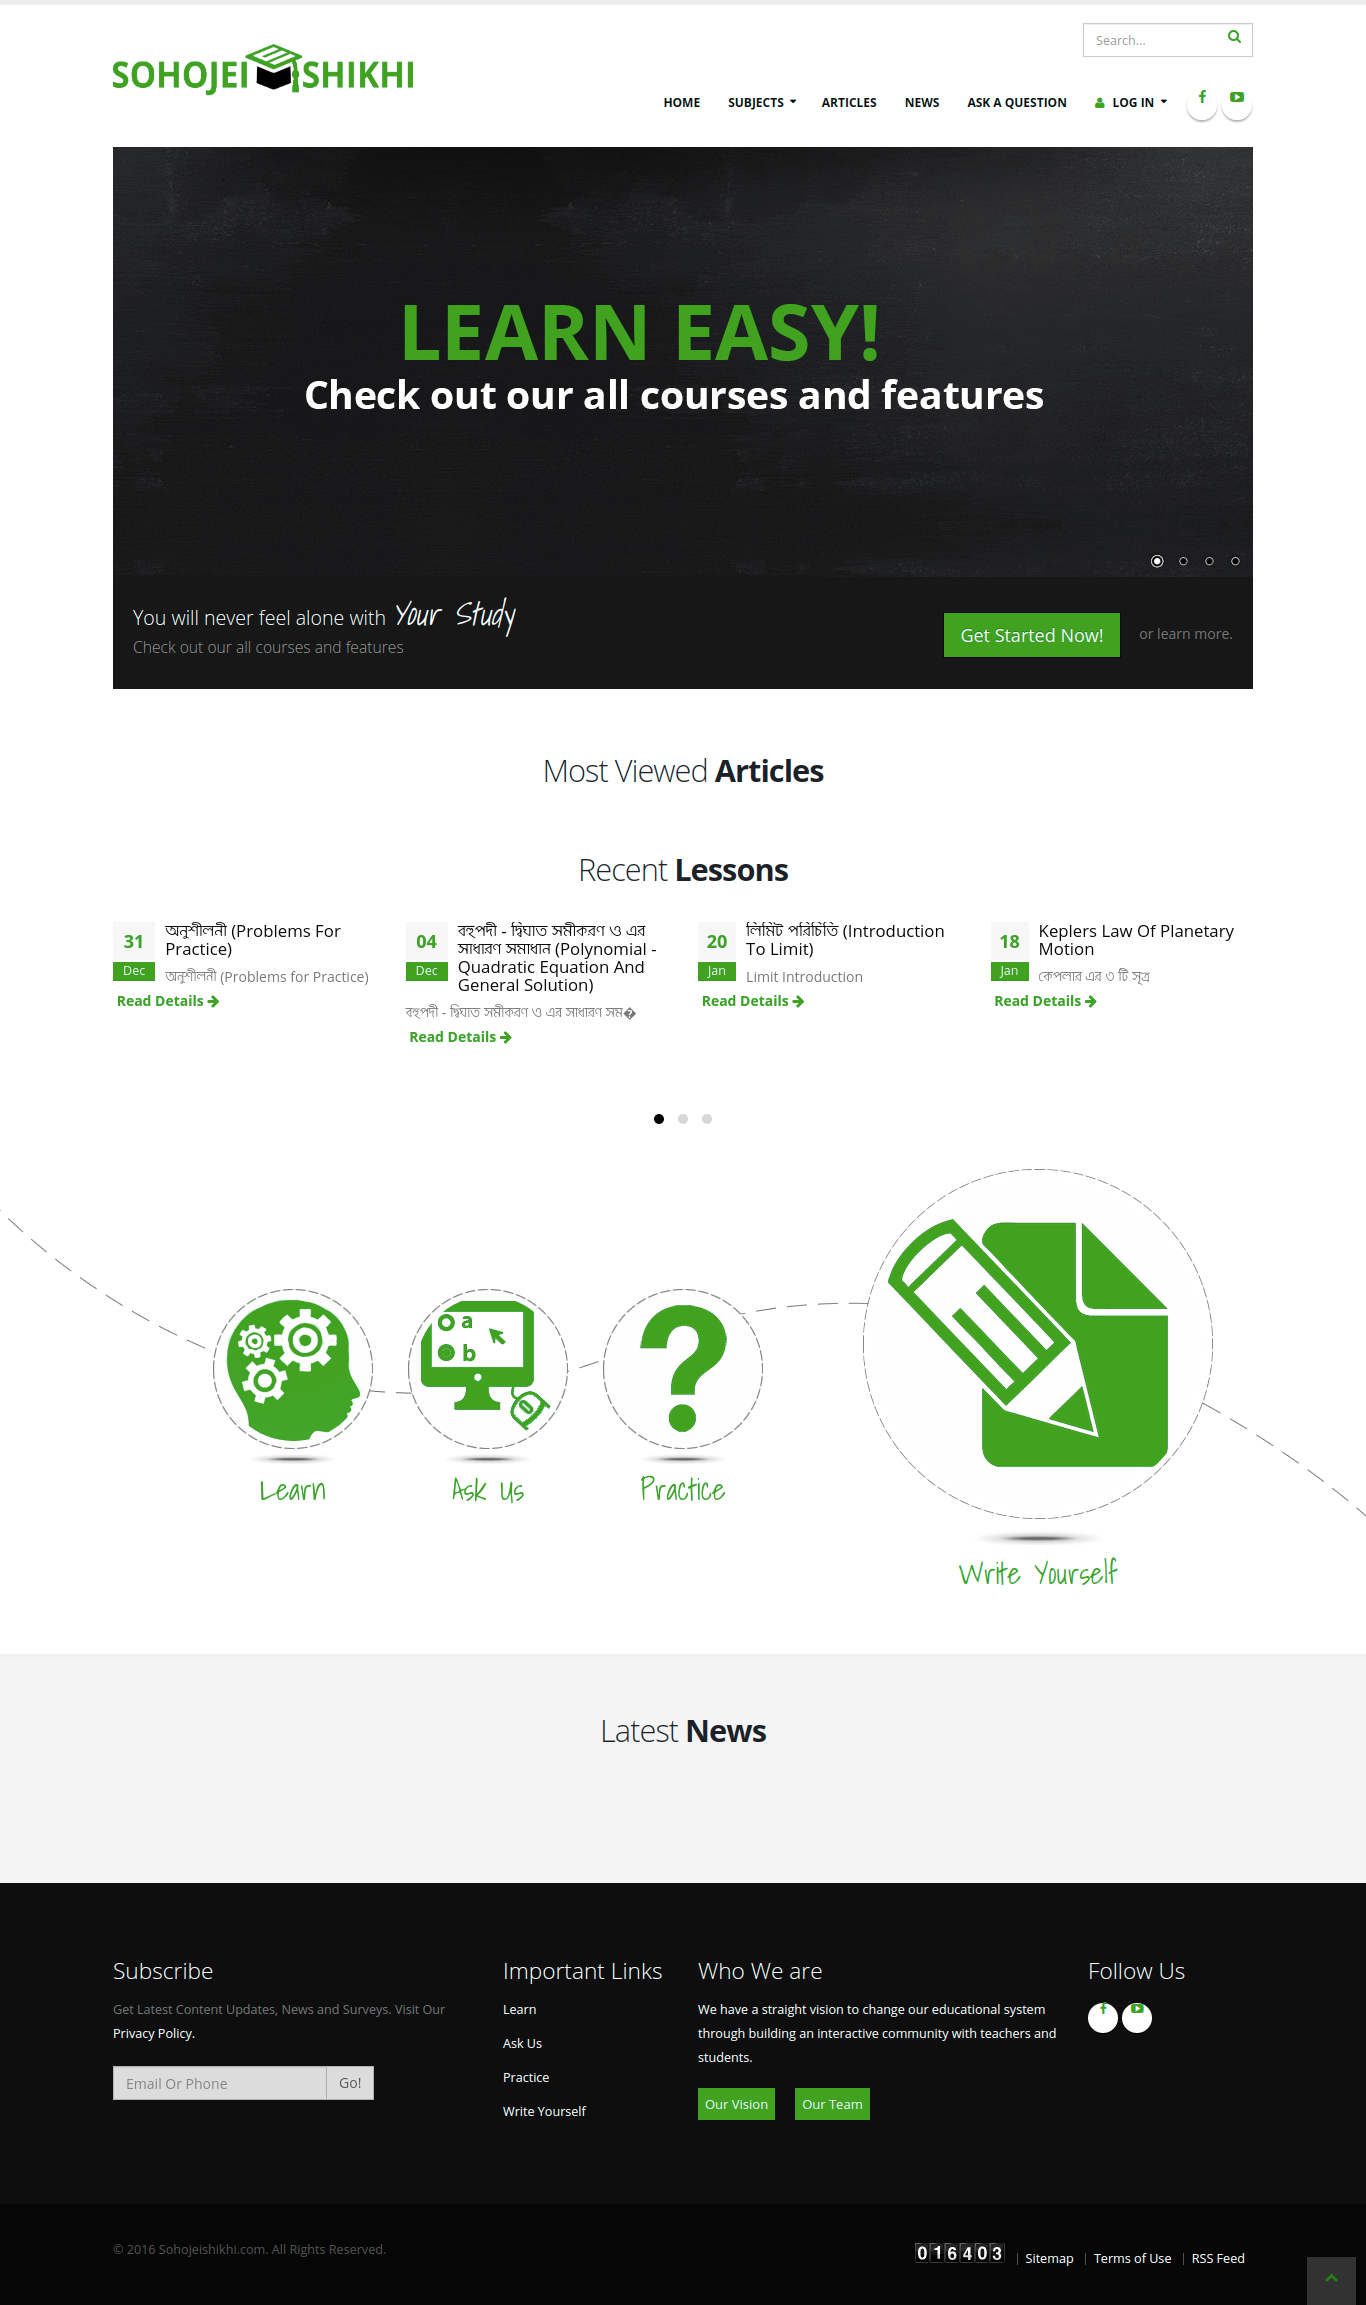 SOHOJEI SHIKHI
Search...
HOME SUBJECTS ARTICLES NEWS ASK A QUESTION LOG IN
LEARN EASY!
Check out our all courses and features
You will never feel alone with Your Study
Check out our all courses and features
Get Started Now! or learn more.
Most Viewed Articles
Recent Lessons
31
Dec
অনুশীলনী (Problems For
Practice)
অনুশীলনী (Problems for Practice)
Read Details
04
Dec
বহুপদী - দ্বিঘাত সমীকরণ ও এর
সাধারণ সমাধান (Polynomial -
Quadratic Equation And
General Solution)
বহুপদী - দ্বিঘাত সমীকরণ ও এর সাধারণ সম�
Read Details
20
Jan
লিমিট পরিচিতি (Introduction
To Limit)
Limit Introduction
Read Details
18
Jan
Keplers Law Of Planetary
Motion
কেপলার এর ৩ টি সূত্র
Read Details
a
b
Learn
Ask Us
Practice
Write Yourself
Latest News
Subscribe
Get Latest Content Updates, News and Surveys. Visit Our
Privacy Policy.
Email Or Phone Go!
Important Links
Learn
Ask Us
Practice
Write Yourself
Who We are
We have a straight vision to change our educational system
through building an interactive community with teachers and
students.
Our Vision Our Team
Follow Us
© 2016 Sohojeishikhi.com. All Rights Reserved.
016403 | Sitemap | Terms of Use | RSS Feed